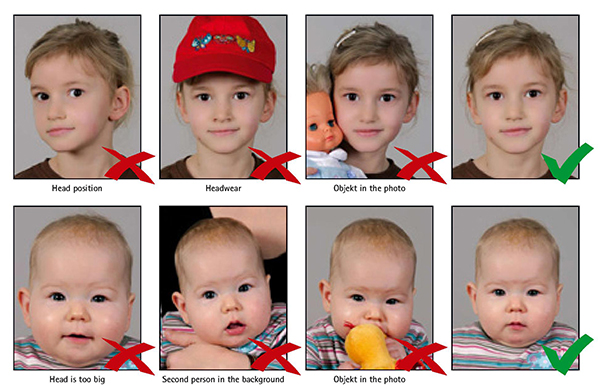 Head position
Headwear
Objekt in the photo
Head is too big
Second person in the background
Objekt in the photo